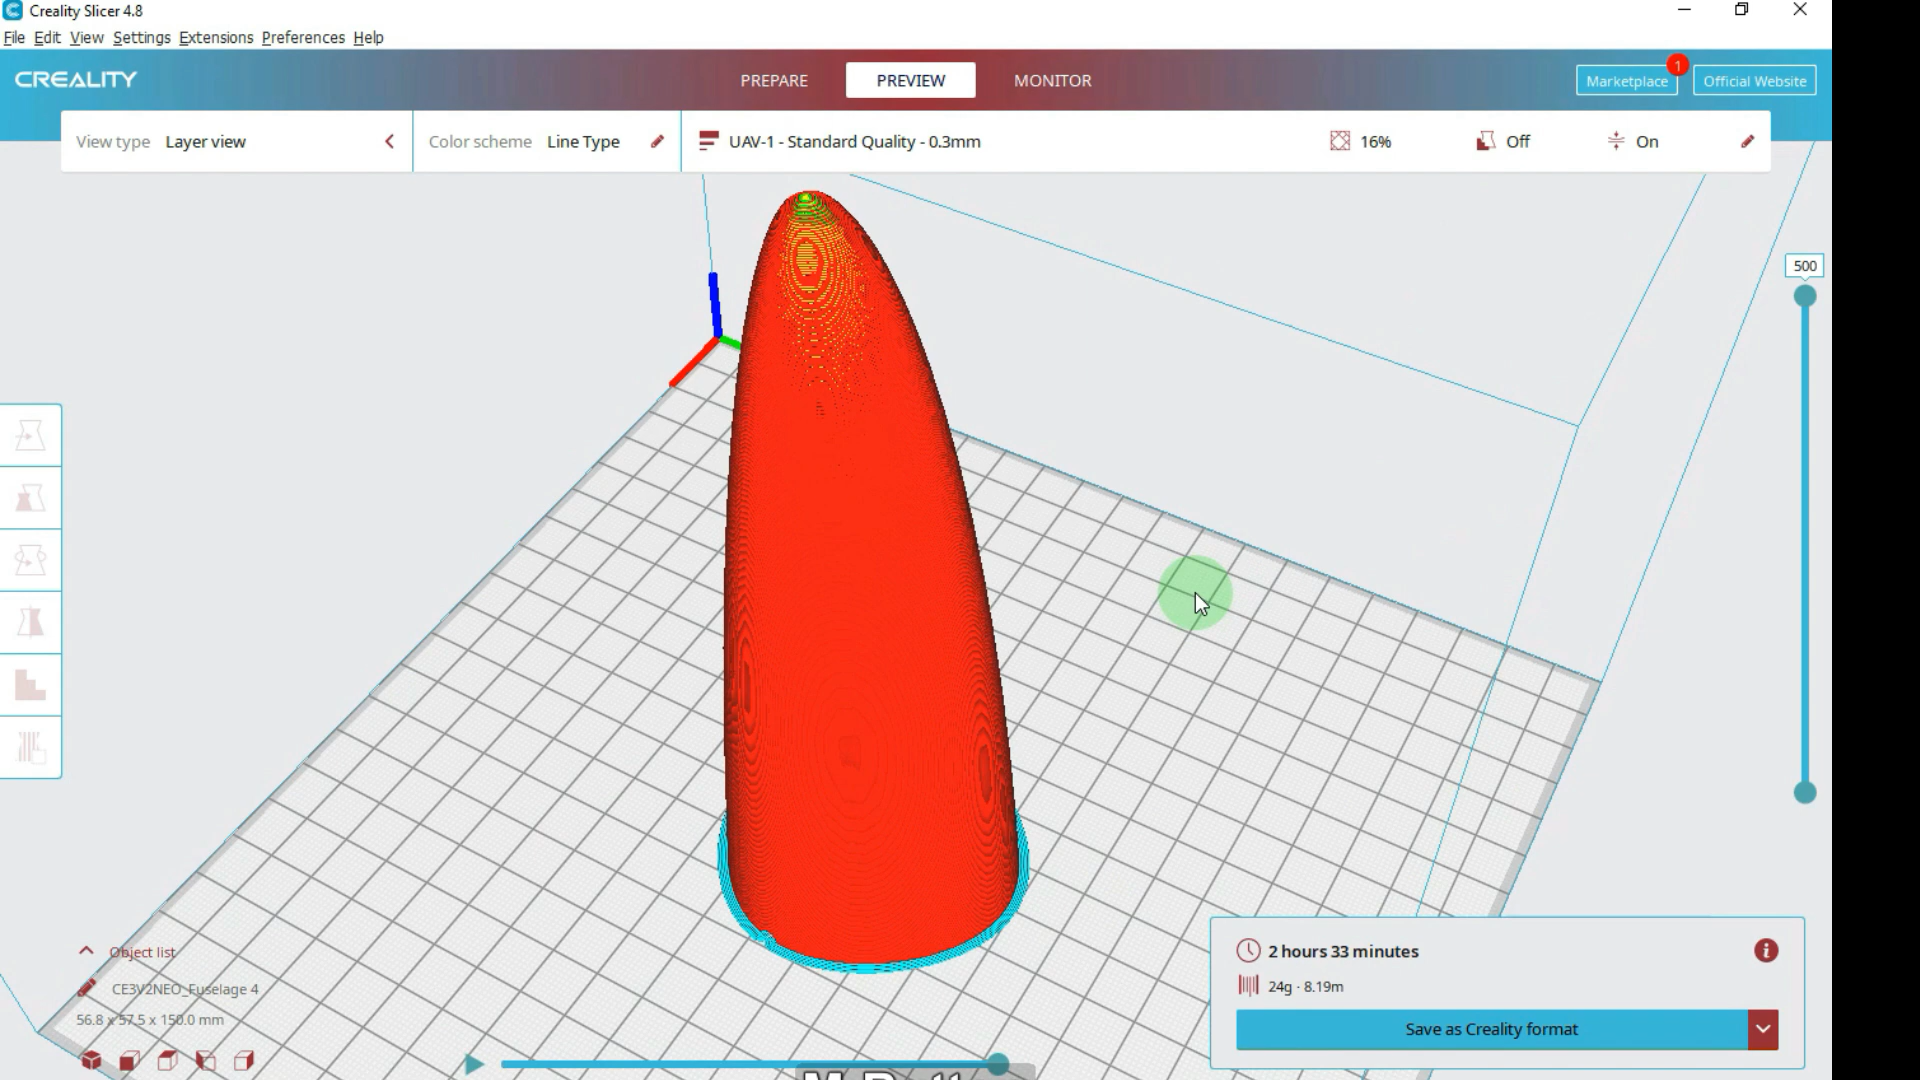 Creality Slicer 4.8
File Edit View Settings Extensions Preferences Help
CREALITY
PREPARE
PREVIEW
MONITOR
Marketplace
1
Official Website
View type Layer view
Color scheme Line Type
UAV-1 - Standard Quality - 0.3mm
16%
Off
On
500
Object list
CE3V2NEO_Fuselage 4
56.8 x 57.5 x 150.0 mm
2 hours 33 minutes
24g · 8.19m
Save as Creality format